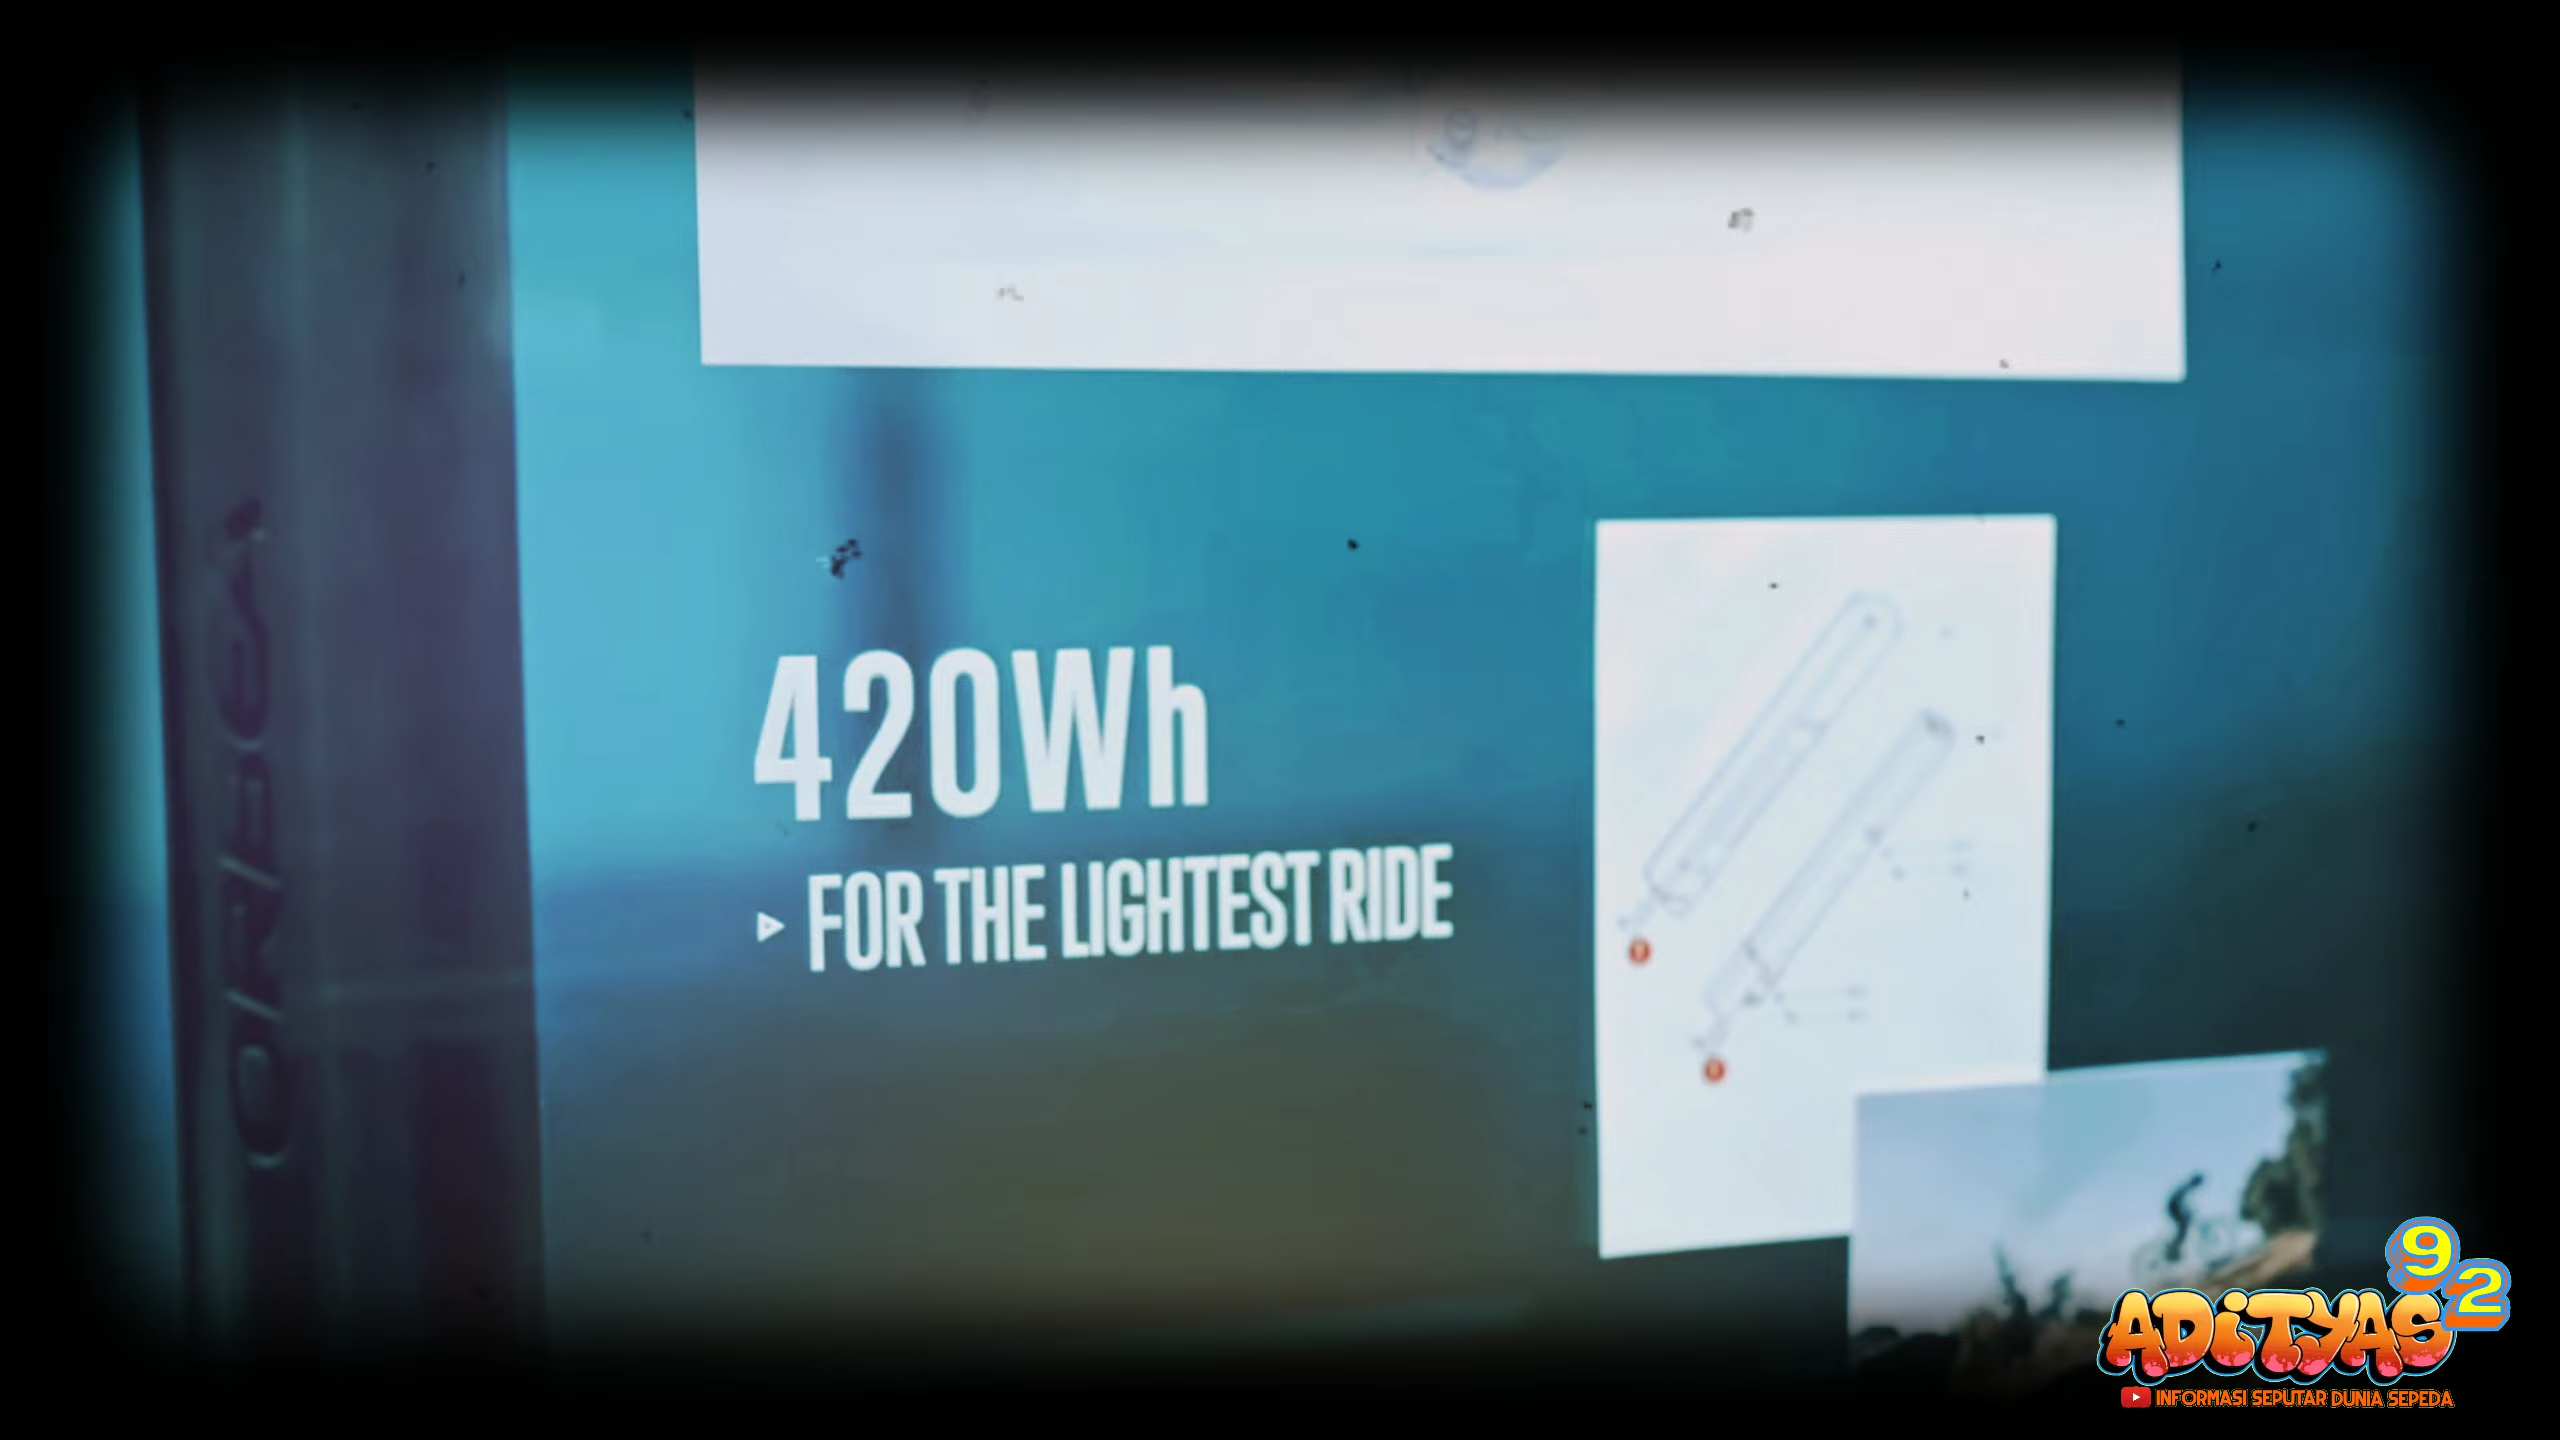 420Wh
FOR THE LIGHTEST RIDE
ORBEA
ADITYAS
92
INFORMASI SEPUTAR DUNIA SEPEDA